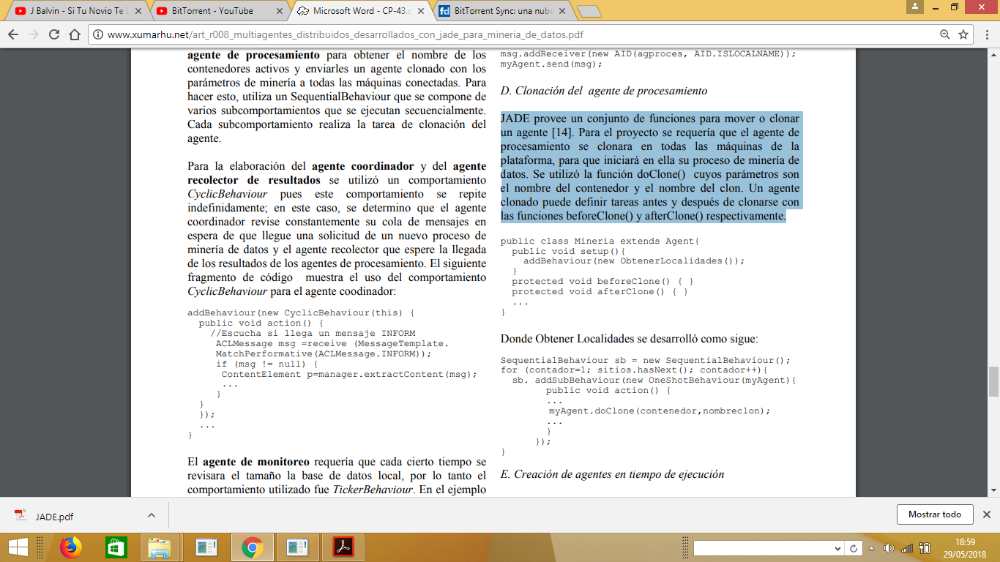 J Balvin - Si Tu Novio Te D
BitTorrent - YouTube
Microsoft Word - CP-43.c
BitTorrent Sync: una nube
www.xumarhu.net/art_r008_multiagentes_distribuidos_desarrollados_con_jade_para_mineria_de_datos.pdf
agente de procesamiento para obtener el nombre de los
contenedores activos y enviarles un agente clonado con los
parámetros de minería a todas las máquinas conectadas. Para
hacer esto, utiliza un SequentialBehaviour que se compone de
varios subcomportamientos que se ejecutan secuencialmente.
Cada subcomportamiento realiza la tarea de clonación del
agente.
Para la elaboración del agente coordinador y del agente
recolector de resultados se utilizó un comportamiento
CyclicBehaviour pues este comportamiento se repite
indefinidamente; en este caso, se determino que el agente
coordinador revise constantemente su cola de mensajes en
espera de que llegue una solicitud de un nuevo proceso de
minería de datos y el agente recolector que espere la llegada
de los resultados de los agentes de procesamiento. El siguiente
fragmento de código muestra el uso del comportamiento
CyclicBehaviour para el agente coodinador:
addBehaviour(new CyclicBehaviour(this) {
public void action() {
//Escucha si llega un mensaje INFORM
ACLMessage msg =receive (MessageTemplate.
MatchPerformative(ACLMessage.INFORM));
if (msg != null) {
ContentElement p=manager.extractContent(msg);
...
}
}
});
...
}
El agente de monitoreo requería que cada cierto tiempo se
revisara el tamaño la base de datos local, por lo tanto el
comportamiento utilizado fue TickerBehaviour. En el ejemplo
msg.addReceiver(new AID(agproces, AID.ISLOCALNAME));
myAgent.send(msg);
D. Clonación del agente de procesamiento
JADE provee un conjunto de funciones para mover o clonar
un agente [14]. Para el proyecto se requería que el agente de
procesamiento se clonara en todas las máquinas de la
plataforma, para que iniciará en ella su proceso de minería de
datos. Se utilizó la función doClone() cuyos parámetros son
el nombre del contenedor y el nombre del clon. Un agente
clonado puede definir tareas antes y después de clonarse con
las funciones beforeClone() y afterClone() respectivamente.
public class Mineria extends Agent{
public void setup(){
addBehaviour(new ObtenerLocalidades());
}
protected void beforeClone() { }
protected void afterClone() { }
...
}
Donde Obtener Localidades se desarrolló como sigue:
SequentialBehaviour sb = new SequentialBehaviour();
for (contador=1; sitios.hasNext(); contador++){
sb. addSubBehaviour(new OneShotBehaviour(myAgent){
public void action() {
...
myAgent.doClone(contenedor,nombreclon);
...
}
});
}
E. Creación de agentes en tiempo de ejecución
JADE.pdf
Mostrar todo
18:59
29/05/2018